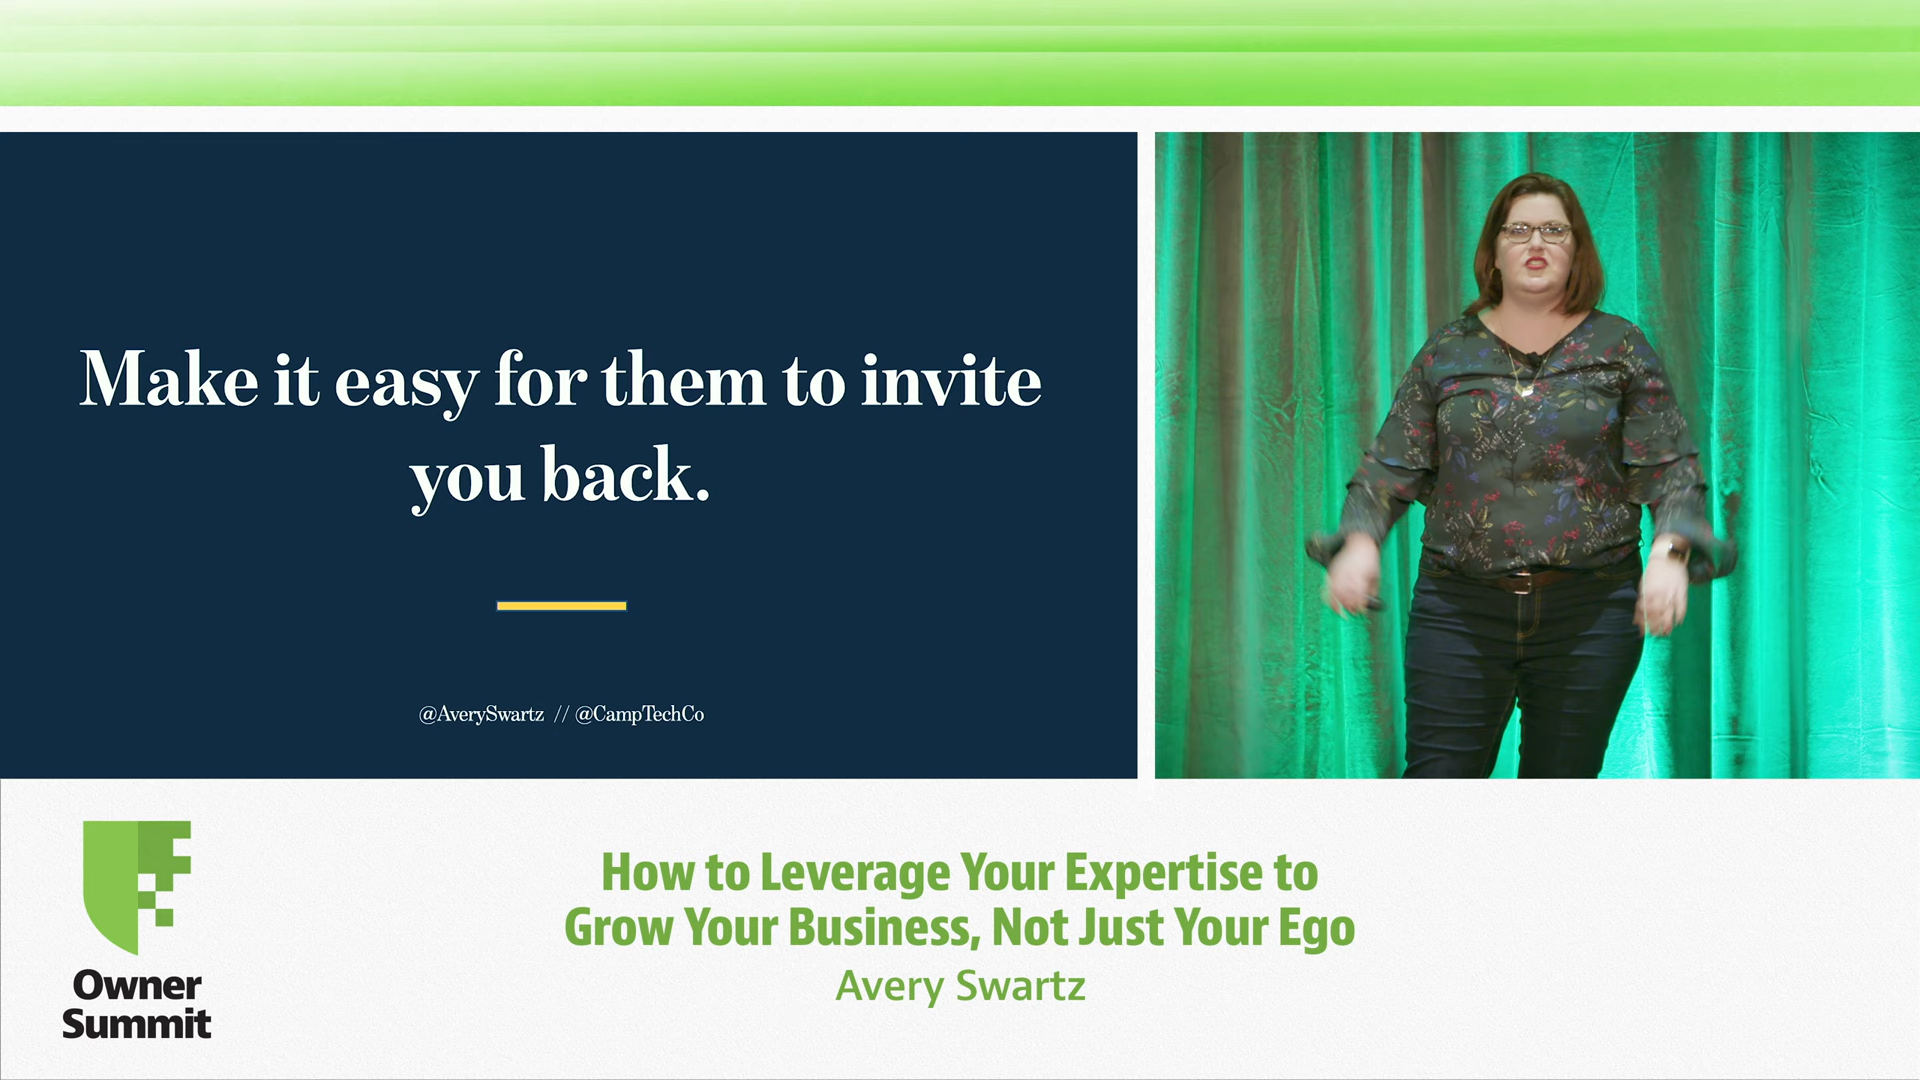 Make it easy for them to invite
you back.
@AverySwartz // @CampTechCo
Owner
Summit
How to Leverage Your Expertise to
Grow Your Business, Not Just Your Ego
Avery Swartz